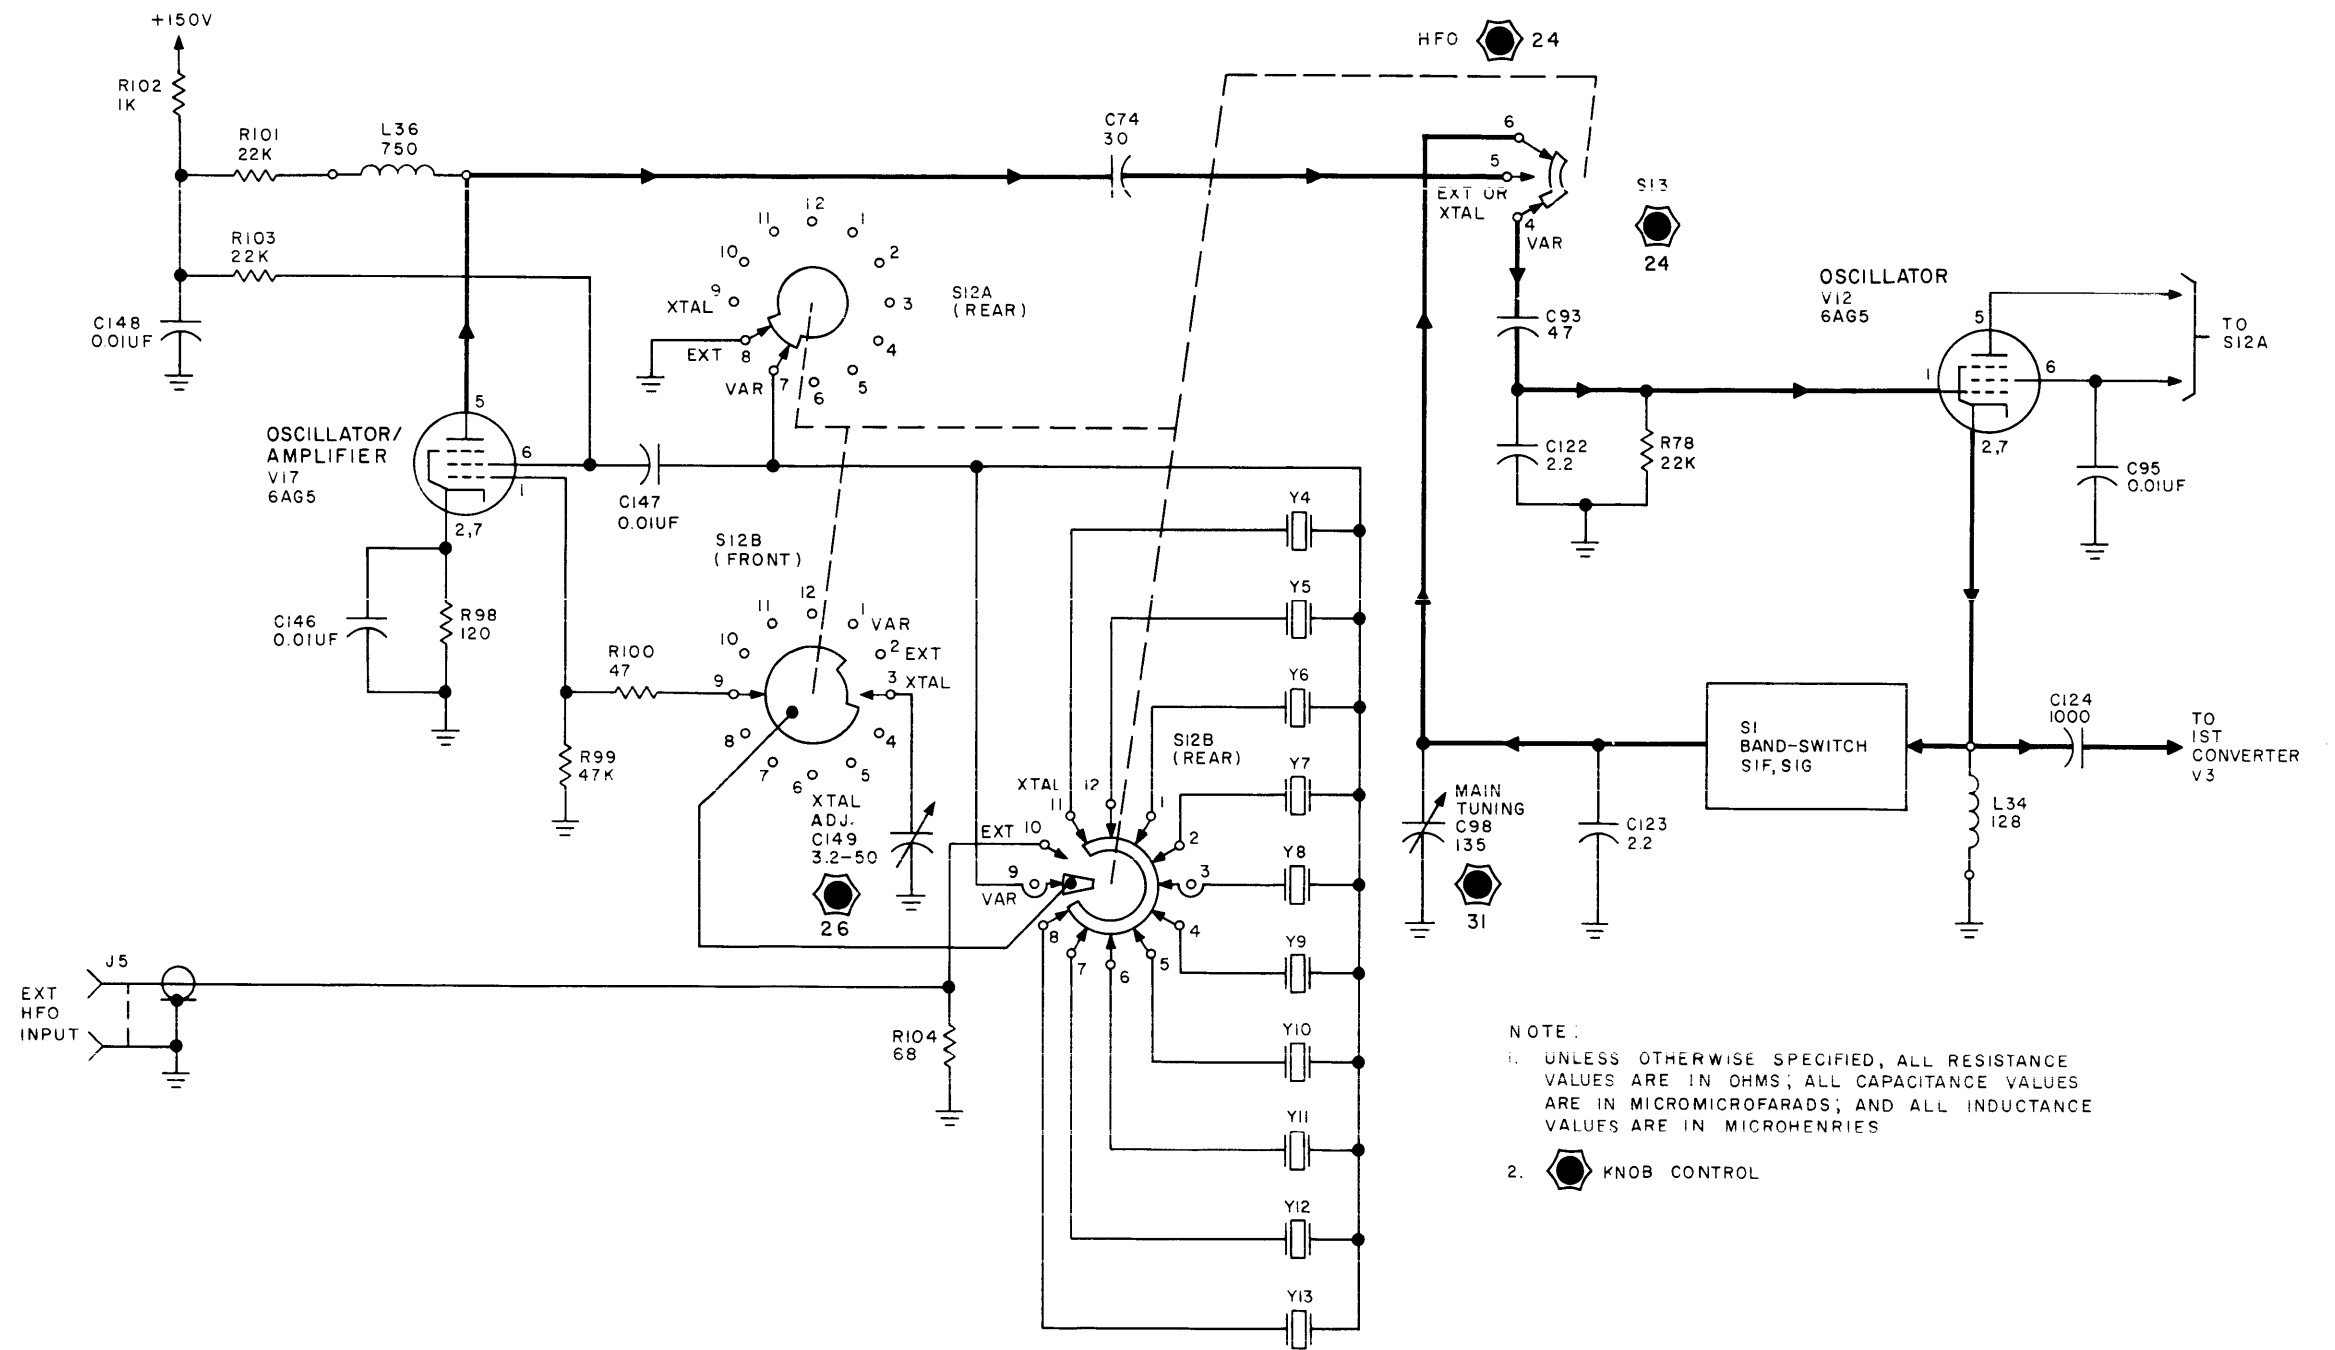 +150V
R102
1K
R101
22K
L36
750
C74
30
HFO 24
6
5
EXT OR
XTAL
4
VAR
S13
24
R103
22K
C148
0.01UF
12
11
1
10
2
9
XTAL
3
S12A
(REAR)
EXT 8
4
VAR 7
6
5
C93
47
OSCILLATOR
V12
6AG5
5
1
6
2,7
TO
S12A
C122
2.2
R78
22K
C95
0.01UF
OSCILLATOR/
AMPLIFIER
V17
6AG5
5
6
1
2,7
C147
0.01UF
C146
0.01UF
R98
120
S12B
(FRONT)
12
11
1 VAR
10
2 EXT
9
3 XTAL
8
4
7
6
5
R100
47
R99
47K
XTAL
ADJ.
C149
3.2-50
26
Y4
Y5
Y6
Y7
Y8
Y9
Y10
Y11
Y12
Y13
S12B
(REAR)
XTAL 12
11
1
EXT 10
2
9
VAR
3
8
4
7
6
5
MAIN
TUNING
C98
135
31
C123
2.2
S1
BAND-SWITCH
S1F, S1G
C124
1000
TO
1ST
CONVERTER
V3
L34
128
J5
EXT
HFO
INPUT
R104
68
NOTE:
1. UNLESS OTHERWISE SPECIFIED, ALL RESISTANCE
VALUES ARE IN OHMS; ALL CAPACITANCE VALUES
ARE IN MICROMICROFARADS; AND ALL INDUCTANCE
VALUES ARE IN MICROHENRIES
2. KNOB CONTROL